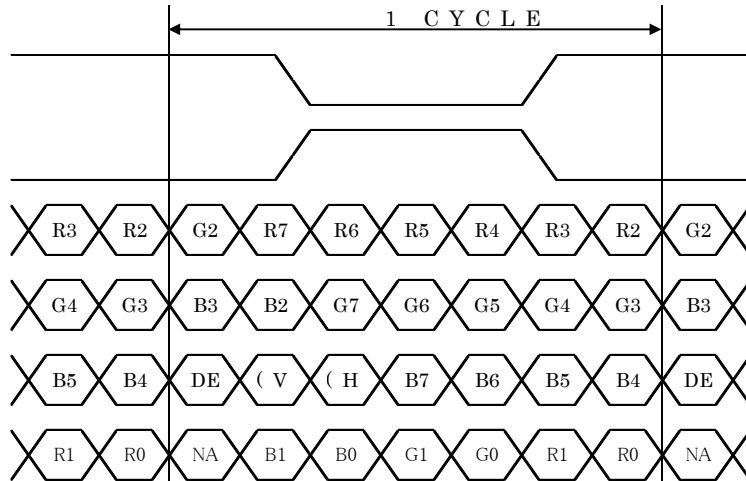 1 CYCLE
R3 R2 G2 R7 R6 R5 R4 R3 R2 G2
G4 G3 B3 B2 G7 G6 G5 G4 G3 B3
B5 B4 DE (V (H B7 B6 B5 B4 DE
R1 R0 NA B1 B0 G1 G0 R1 R0 NA